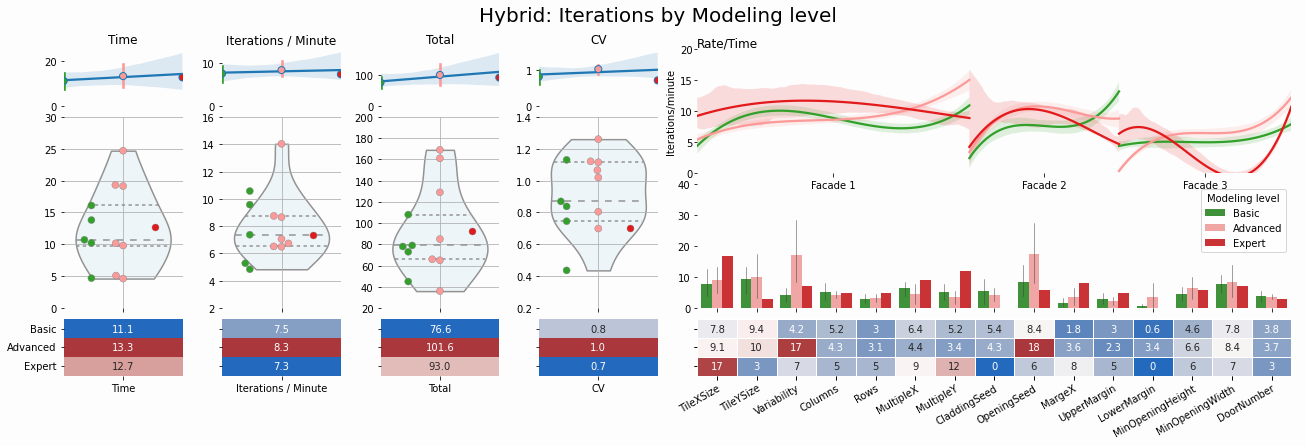 Hybrid: Iterations by Modeling level
Time
Iterations / Minute
Total
CV
Rate/Time
20
0
10
0
100
0
1
0
20
15
10
5
0
Iterations/minute
Facade 1
Facade 2
Facade 3
30
25
20
15
10
5
0
16
14
12
10
8
6
4
2
200
180
160
140
120
100
80
60
40
20
1.4
1.2
1.0
0.8
0.6
0.4
0.2
40
30
20
10
0
Modeling level
Basic
Advanced
Expert
Basic 11.1 7.5 76.6 0.8 7.8 9.4 4.2 5.2 3 6.4 5.2 5.4 8.4 1.8 3 0.6 4.6 7.8 3.8
Advanced 13.3 8.3 101.6 1.0 9.1 10 17 4.3 3.1 4.4 3.4 4.3 18 3.6 2.3 3.4 6.6 8.4 3.7
Expert 12.7 7.3 93.0 0.7 17 3 7 5 5 9 12 0 6 8 5 0 6 7 3
Time
Iterations / Minute
Total
CV
TileXSize
TileYSize
Variability
Columns
Rows
MultipleX
MultipleY
CladdingSeed
OpeningSeed
MargeX
UpperMargin
LowerMargin
MinOpeningHeight
MinOpeningWidth
DoorNumber